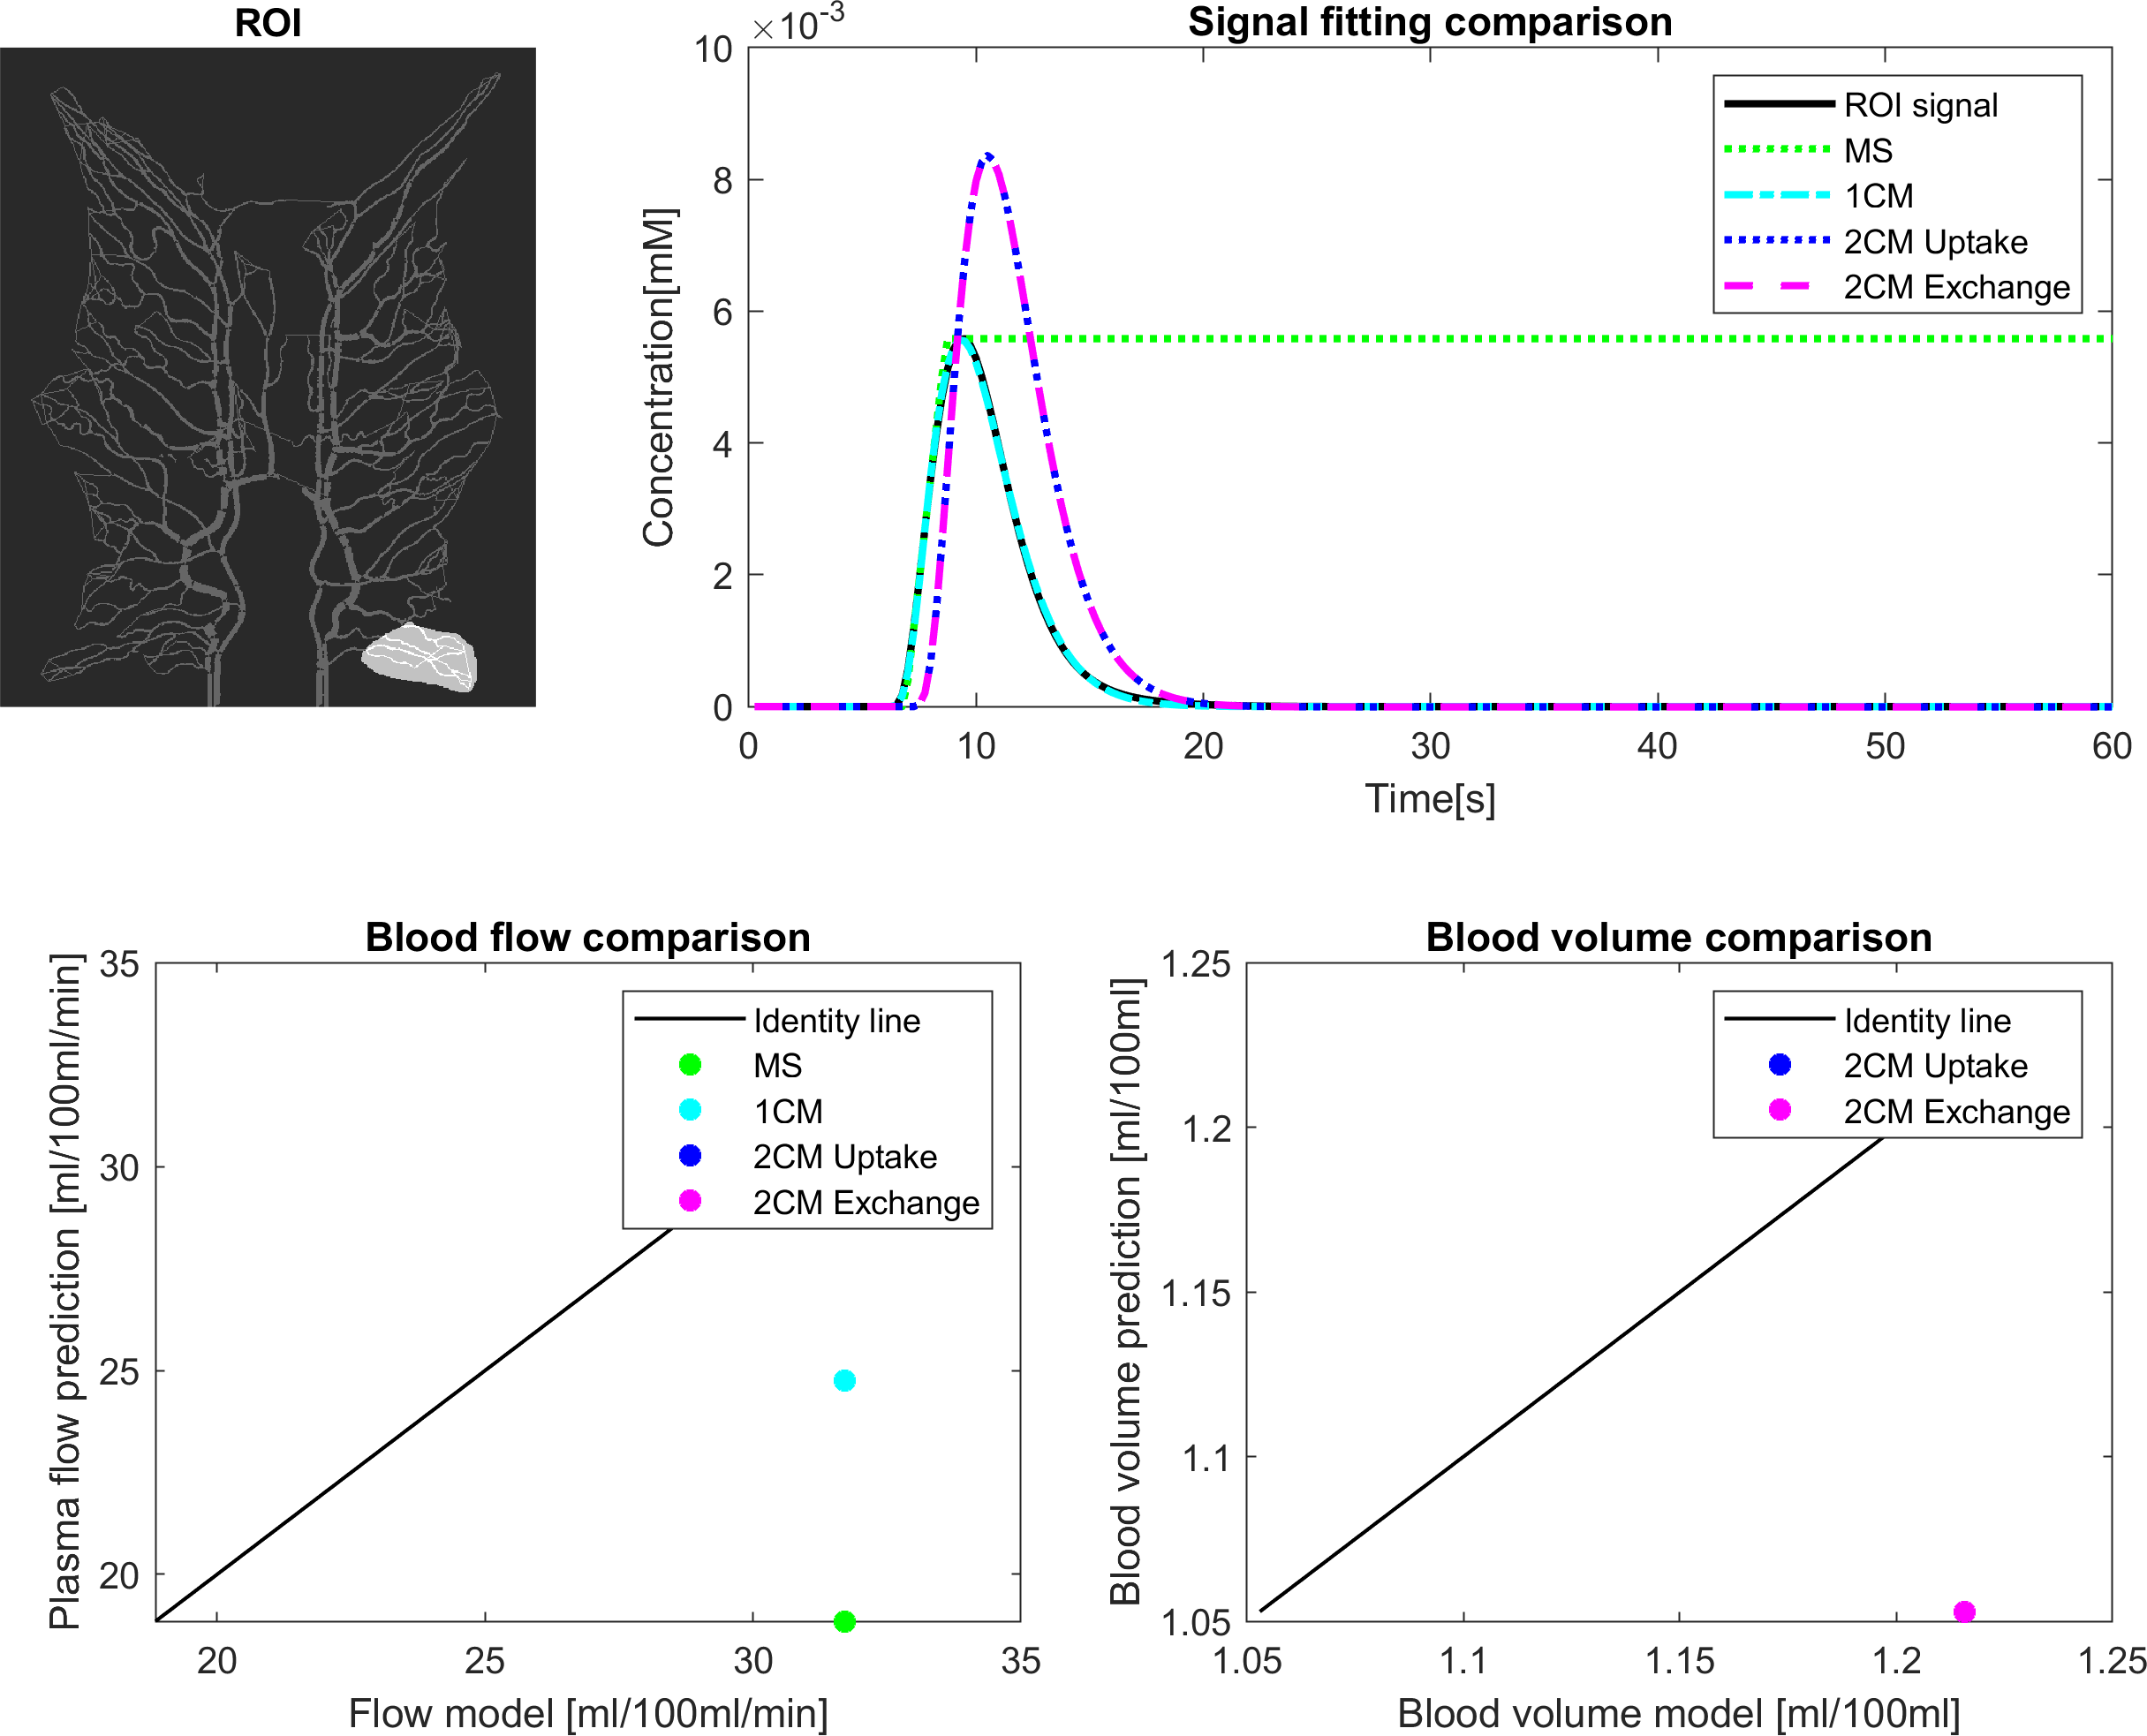 ROI
Signal fitting comparison
×10-3
10
8
6
4
2
0
0 10 20 30 40 50 60
Concentration[mM]
Time[s]
ROI signal
MS
1CM
2CM Uptake
2CM Exchange
Blood flow comparison
35
30
25
20
20 25 30 35
Plasma flow prediction [ml/100ml/min]
Flow model [ml/100ml/min]
Identity line
MS
1CM
2CM Uptake
2CM Exchange
Blood volume comparison
1.25
1.2
1.15
1.1
1.05
1.05 1.1 1.15 1.2 1.25
Blood volume prediction [ml/100ml]
Blood volume model [ml/100ml]
Identity line
2CM Uptake
2CM Exchange